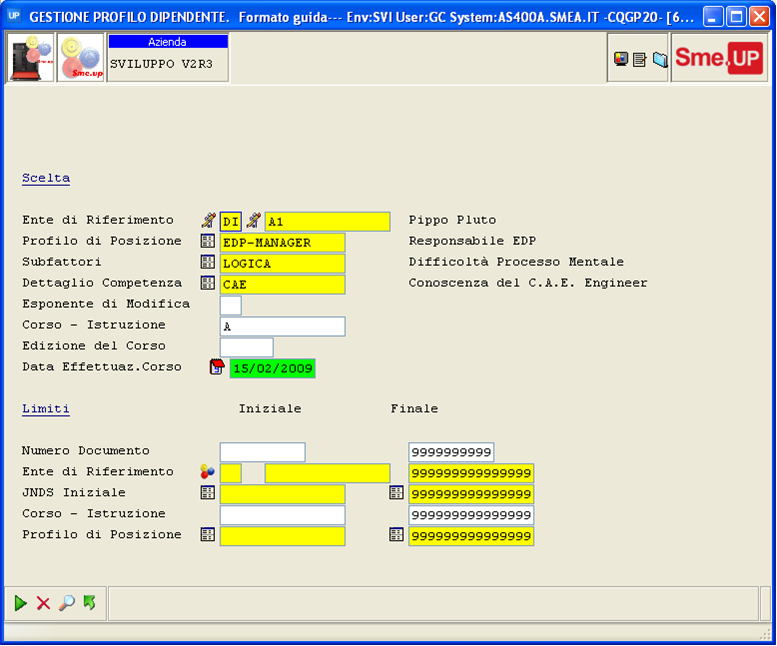 UP GESTIONE PROFILO DIPENDENTE. Formato guida--- Env:SVI User:GC System:AS400A.SMEA.IT -CQGP20- [6...
Azienda
SVILUPPO V2R3
Sme.up
Sme.UP
Scelta
Ente di Riferimento DI A1 Pippo Pluto
Profilo di Posizione EDP-MANAGER Responsabile EDP
Subfattori LOGICA Difficoltà Processo Mentale
Dettaglio Competenza CAE Conoscenza del C.A.E. Engineer
Esponente di Modifica
Corso - Istruzione A
Edizione del Corso
Data Effettuaz.Corso 15/02/2009
Limiti Iniziale Finale
Numero Documento 9999999999
Ente di Riferimento 999999999999999
JNDS Iniziale 999999999999999
Corso - Istruzione 999999999999999
Profilo di Posizione 999999999999999